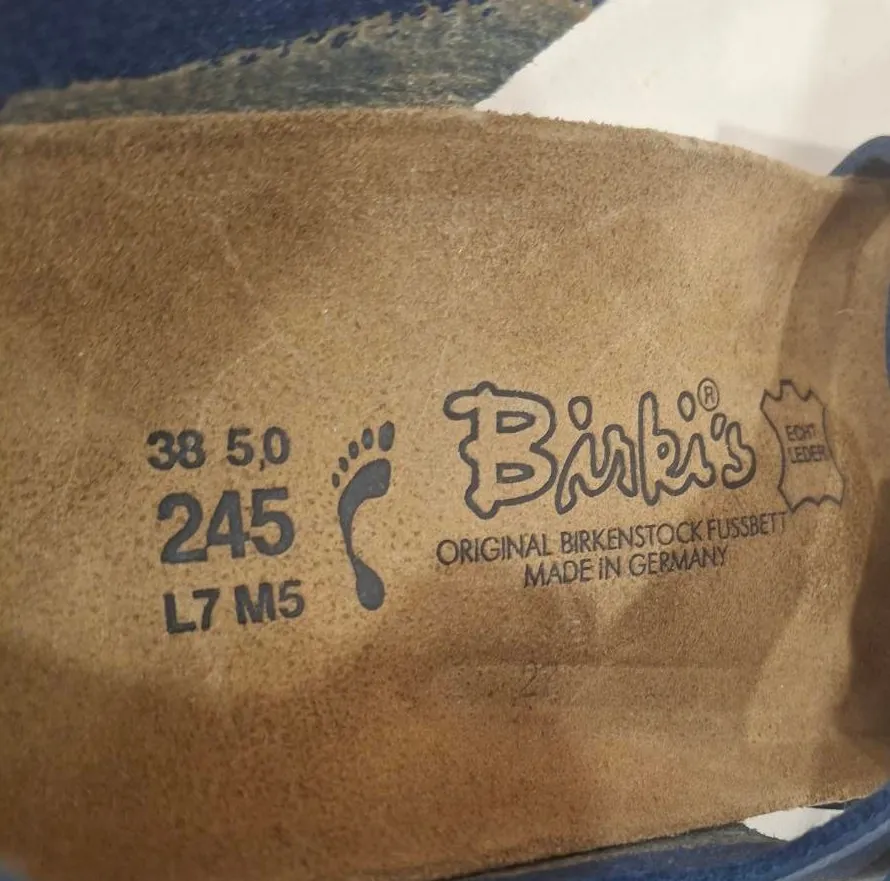 38 5,0
245
L7 M5
Birki's®
ECHT
LEDER
ORIGINAL BIRKENSTOCK FUSSBETT
MADE IN GERMANY